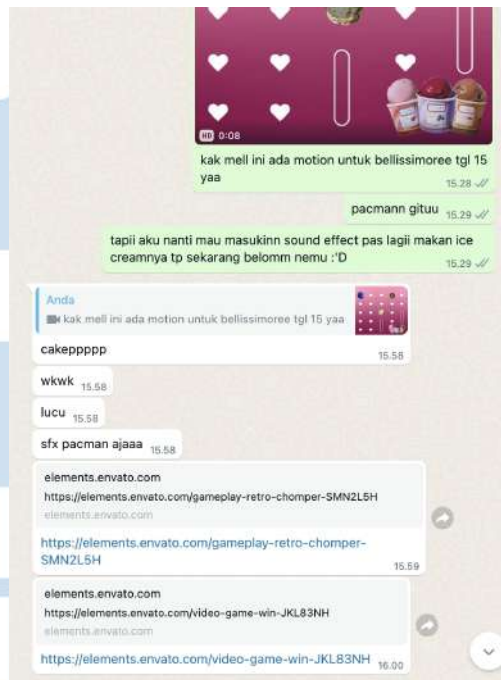 HD 0:08
kak mell ini ada motion untuk bellissimoree tgl 15
yaa
15.28
pacmann gituu 15.29
tapii aku nanti mau masukinn sound effect pas lagii makan ice
creamnya tp sekarang belomm nemu :'D
15.29
Anda
kak mell ini ada motion untuk bellissimoree tgl 15 yaa
cakeppppp
15.58
wkwk 15.58
lucu 15.58
sfx pacman ajaaa 15.58
elements.envato.com
https://elements.envato.com/gameplay-retro-chomper-SMN2L5H
elements.envato.com
https://elements.envato.com/gameplay-retro-chomper-
SMN2L5H
15.59
elements.envato.com
https://elements.envato.com/video-game-win-JKL83NH
elements.envato.com
https://elements.envato.com/video-game-win-JKL83NH 16.00